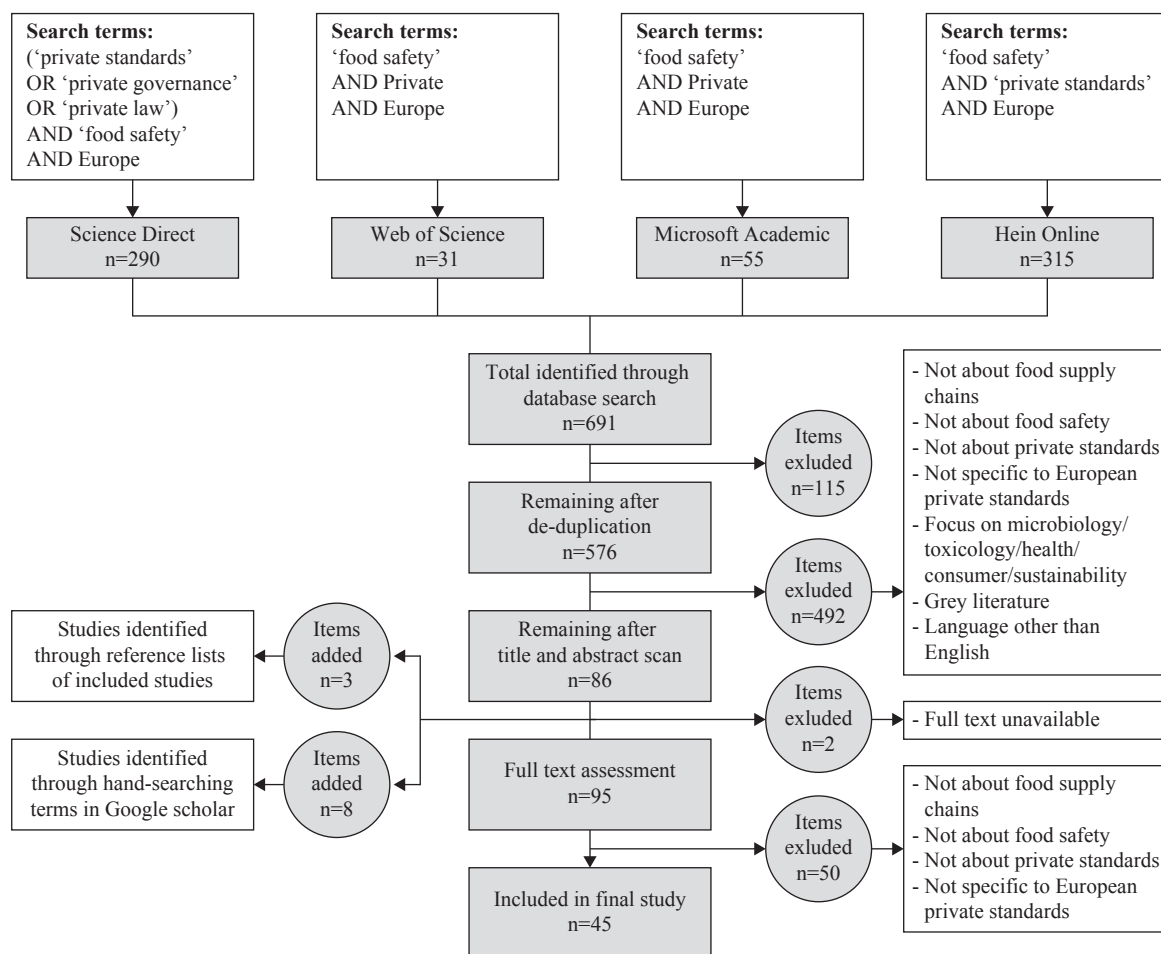 Search terms:
(‘private standards’
OR ‘private governance’
OR ‘private law’)
AND ‘food safety’
AND Europe
Search terms:
‘food safety’
AND Private
AND Europe
Search terms:
‘food safety’
AND Private
AND Europe
Search terms:
‘food safety’
AND ‘private standards’
AND Europe
Science Direct
n=290
Web of Science
n=31
Microsoft Academic
n=55
Hein Online
n=315
Total identified through
database search
n=691
Items
exluded
n=115
Remaining after
de-duplication
n=576
Items
exluded
n=492
- Not about food supply
chains
- Not about food safety
- Not about private standards
- Not specific to European
private standards
- Focus on microbiology/
toxicology/health/
consumer/sustainability
- Grey literature
- Language other than
English
Remaining after
title and abstract scan
n=86
Studies identified
through reference lists
of included studies
Items
added
n=3
Items
exluded
n=2
- Full text unavailable
Studies identified
through hand-searching
terms in Google scholar
Items
added
n=8
Full text assessment
n=95
Items
exluded
n=50
- Not about food supply
chains
- Not about food safety
- Not about private standards
- Not specific to European
private standards
Included in final study
n=45